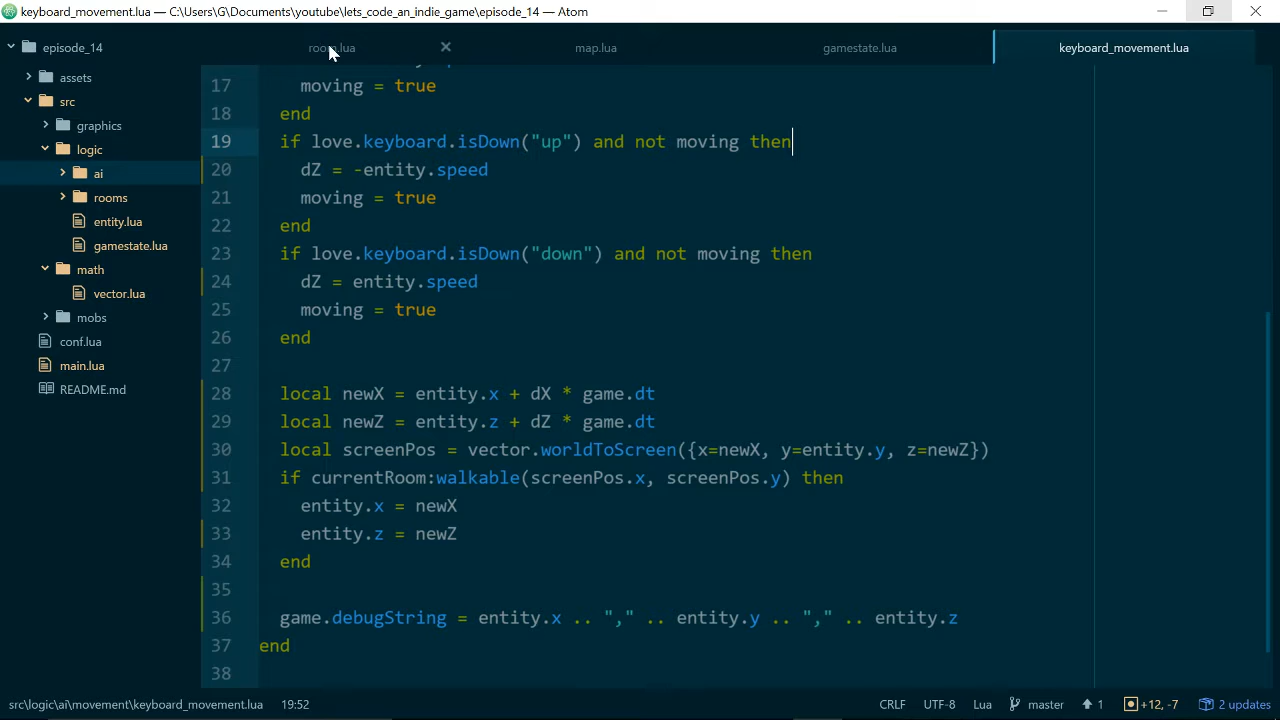 keyboard_movement.lua — C:\Users\G\Documents\youtube\lets_code_an_indie_game\episode_14 — Atom
episode_14
room.lua
map.lua
gamestate.lua
keyboard_movement.lua
assets
src
graphics
logic
ai
rooms
entity.lua
gamestate.lua
math
vector.lua
mobs
conf.lua
main.lua
README.md
17 moving = true
18 end
19 if love.keyboard.isDown("up") and not moving then
20 dZ = -entity.speed
21 moving = true
22 end
23 if love.keyboard.isDown("down") and not moving then
24 dZ = entity.speed
25 moving = true
26 end
27
28 local newX = entity.x + dX * game.dt
29 local newZ = entity.z + dZ * game.dt
30 local screenPos = vector.worldToScreen({x=newX, y=entity.y, z=newZ})
31 if currentRoom:walkable(screenPos.x, screenPos.y) then
32 entity.x = newX
33 entity.z = newZ
34 end
35
36 game.debugString = entity.x .. "," .. entity.y .. "," .. entity.z
37 end
38
src\logic\ai\movement\keyboard_movement.lua 19:52 CRLF UTF-8 Lua master 1 +12, -7 2 updates